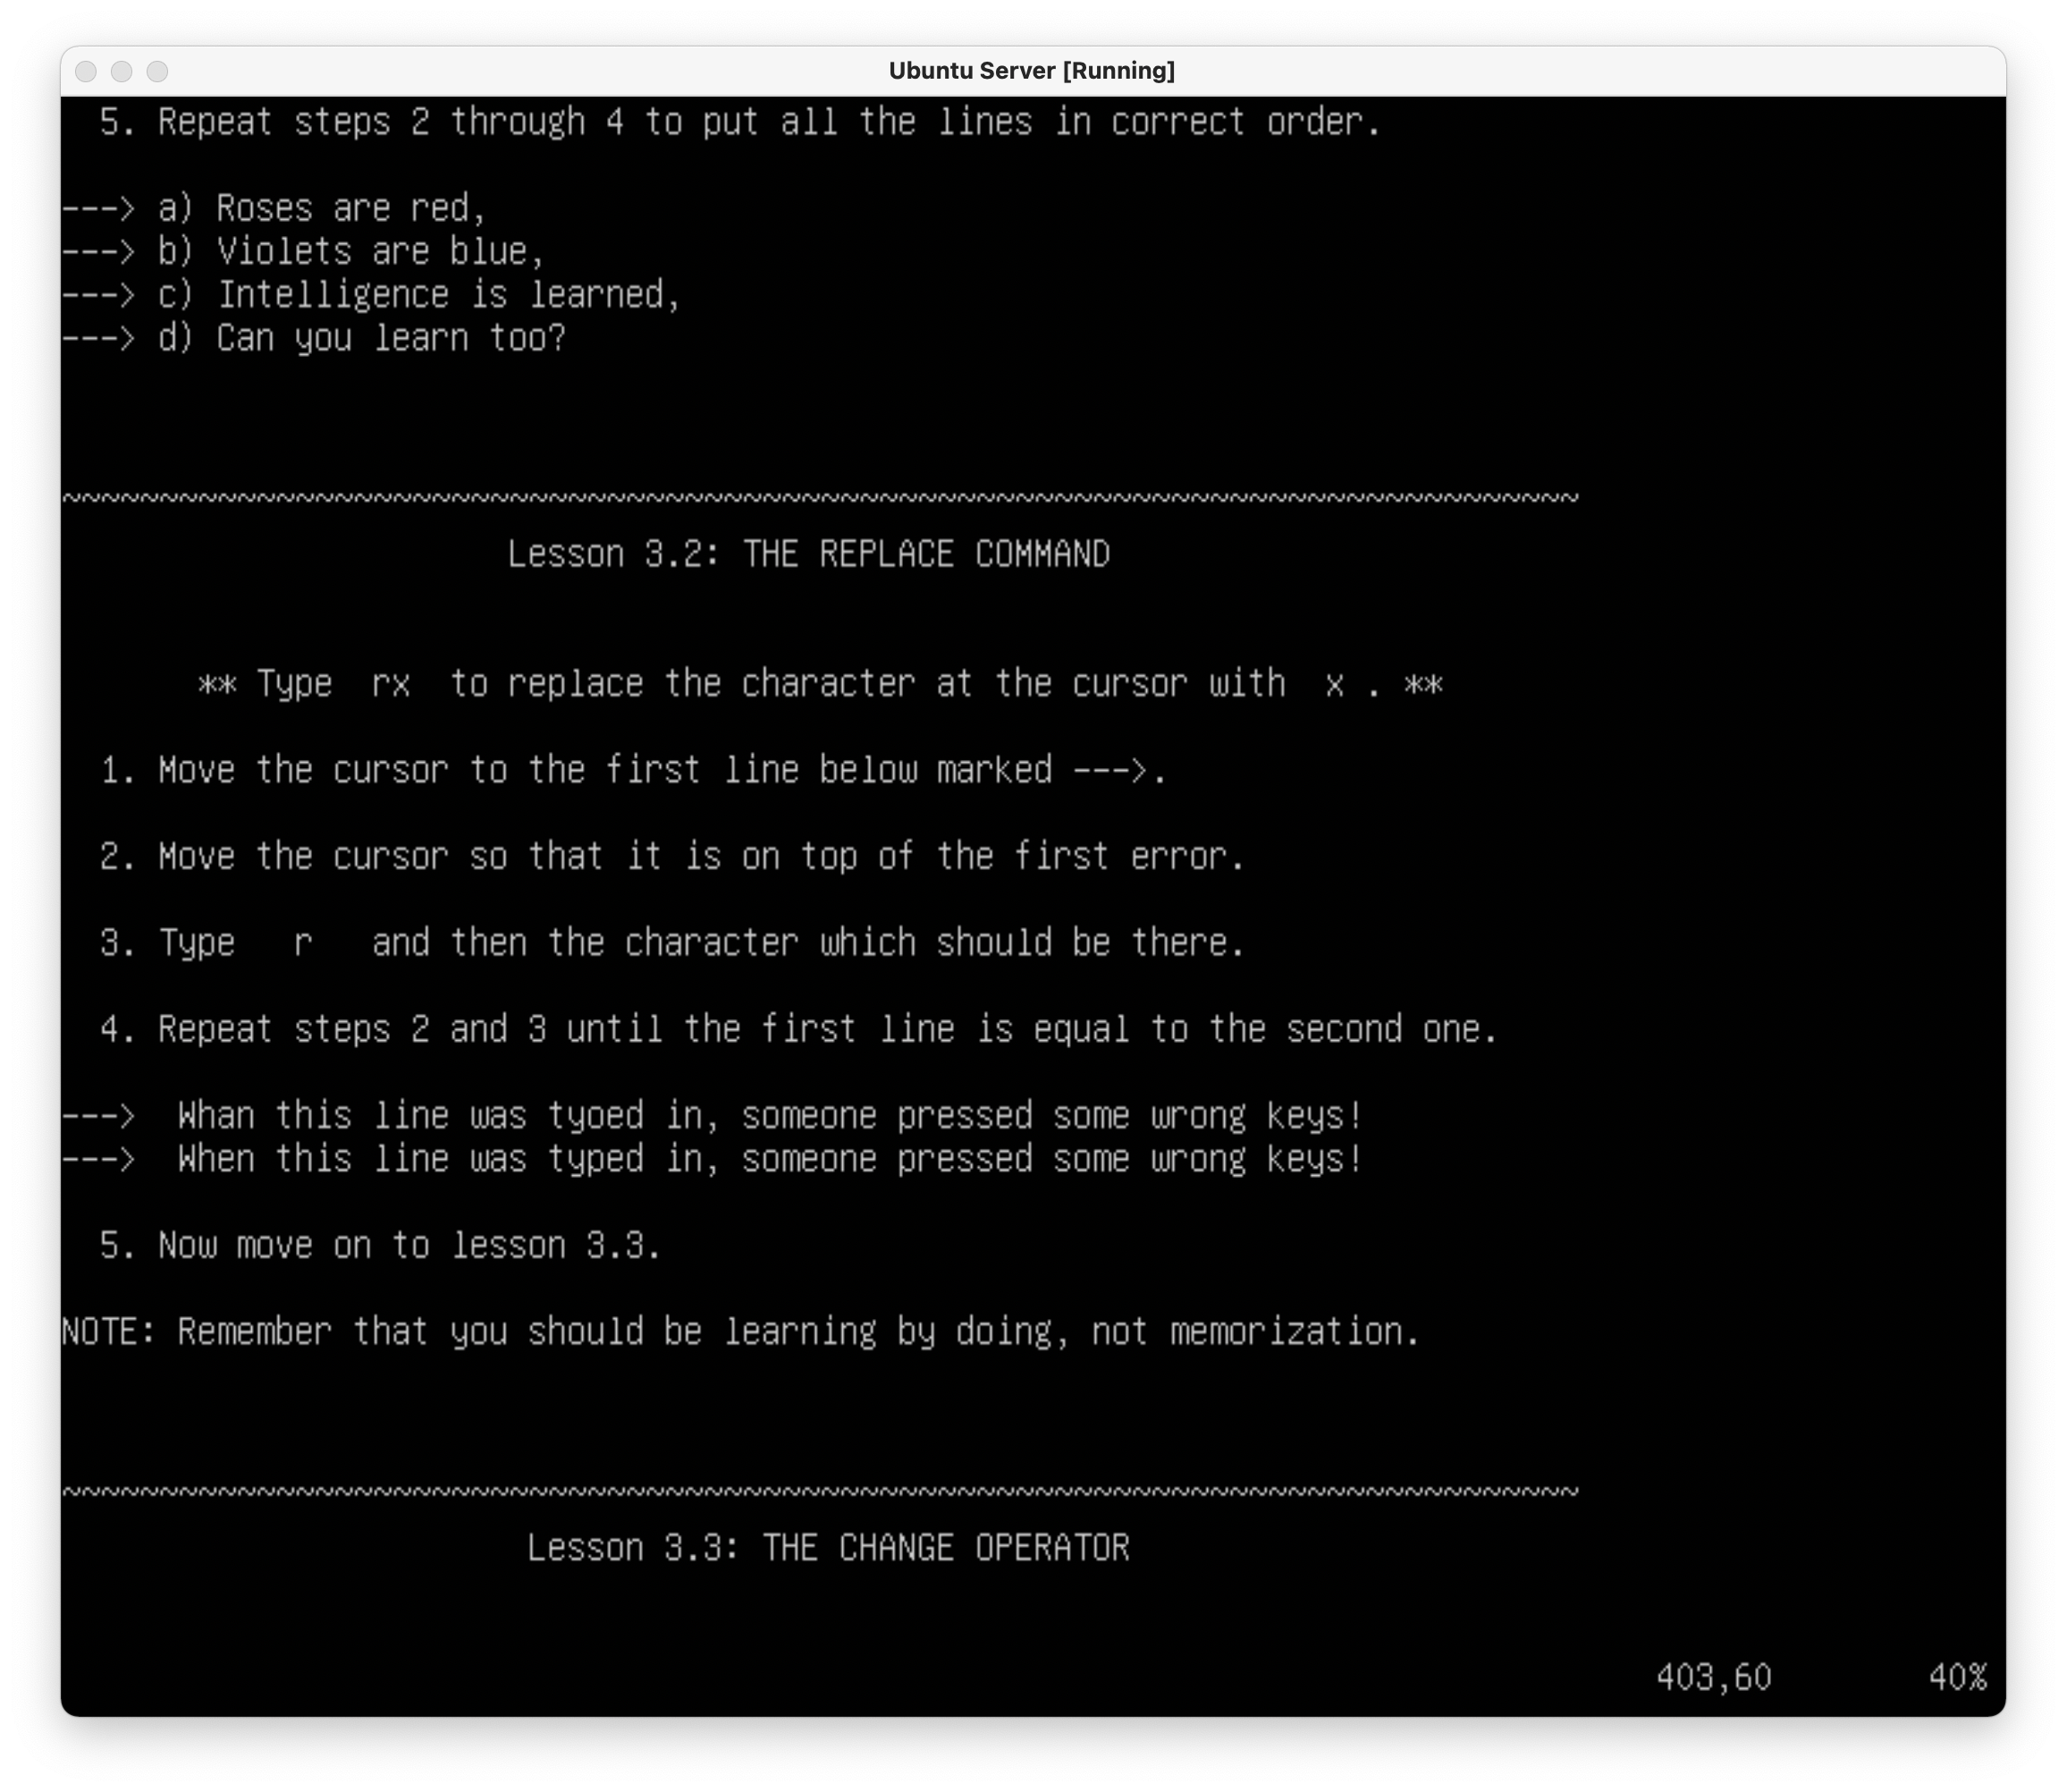 Ubuntu Server [Running]
5. Repeat steps 2 through 4 to put all the lines in correct order.
---> a) Roses are red,
---> b) Violets are blue,
---> c) Intelligence is learned,
---> d) Can you learn too?
~~~~~~~~~~~~~~~~~~~~~~~~~~~~~~~~~~~~~~~~~~~~~~~~~~~~~~~~~~~~~~~~~~~~~~~~~~~~~~
Lesson 3.2: THE REPLACE COMMAND
** Type  rx  to replace the character at the cursor with  x . **
1. Move the cursor to the first line below marked --->.
2. Move the cursor so that it is on top of the first error.
3. Type   r   and then the character which should be there.
4. Repeat steps 2 and 3 until the first line is equal to the second one.
--->  Whan this line was tyoed in, someone pressed some wrong keys!
--->  When this line was typed in, someone pressed some wrong keys!
5. Now move on to lesson 3.3.
NOTE: Remember that you should be learning by doing, not memorization.
~~~~~~~~~~~~~~~~~~~~~~~~~~~~~~~~~~~~~~~~~~~~~~~~~~~~~~~~~~~~~~~~~~~~~~~~~~~~~~
Lesson 3.3: THE CHANGE OPERATOR
403,60        40%